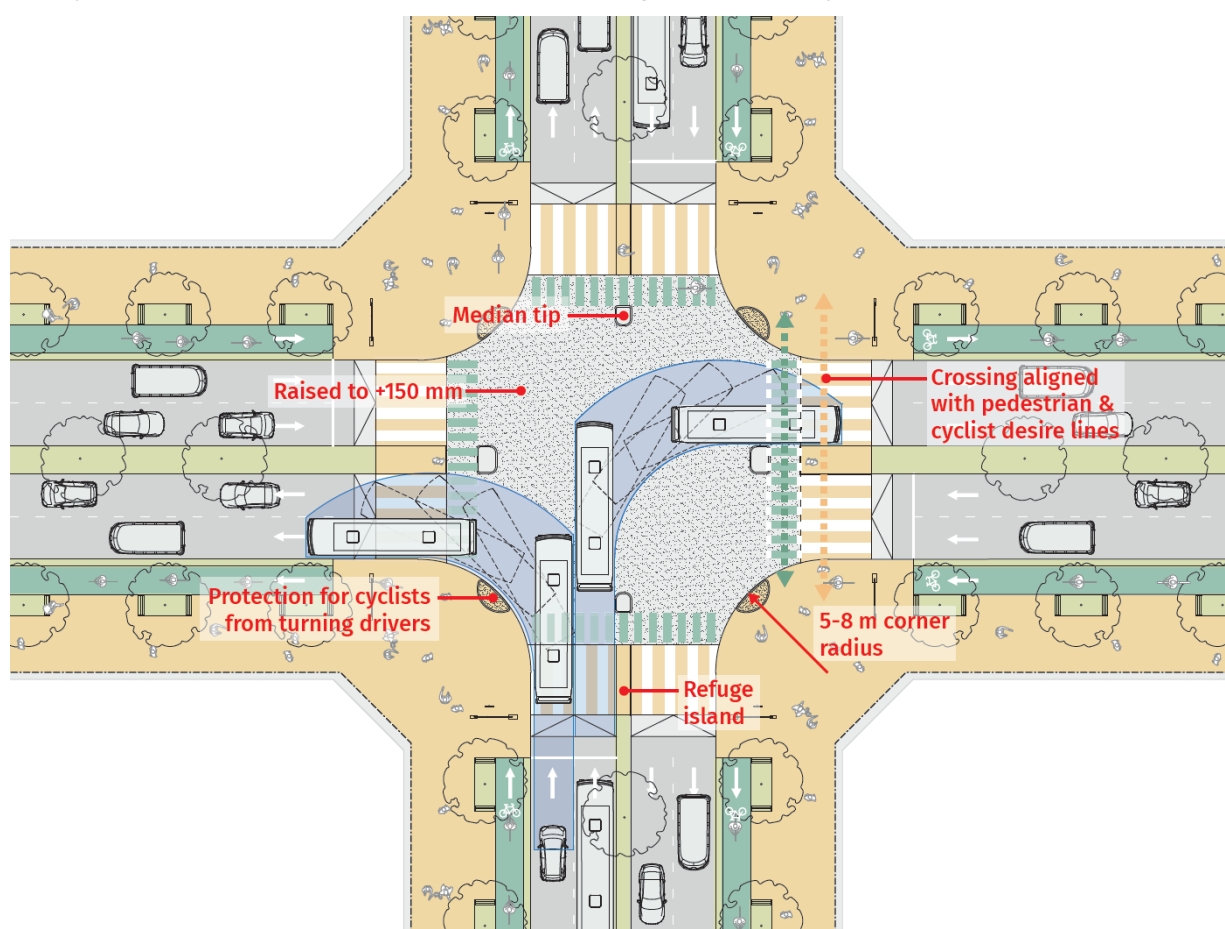 Median tip
Raised to +150 mm
Crossing aligned
with pedestrian &
cyclist desire lines
Protection for cyclists
from turning drivers
5-8 m corner
radius
Refuge
island